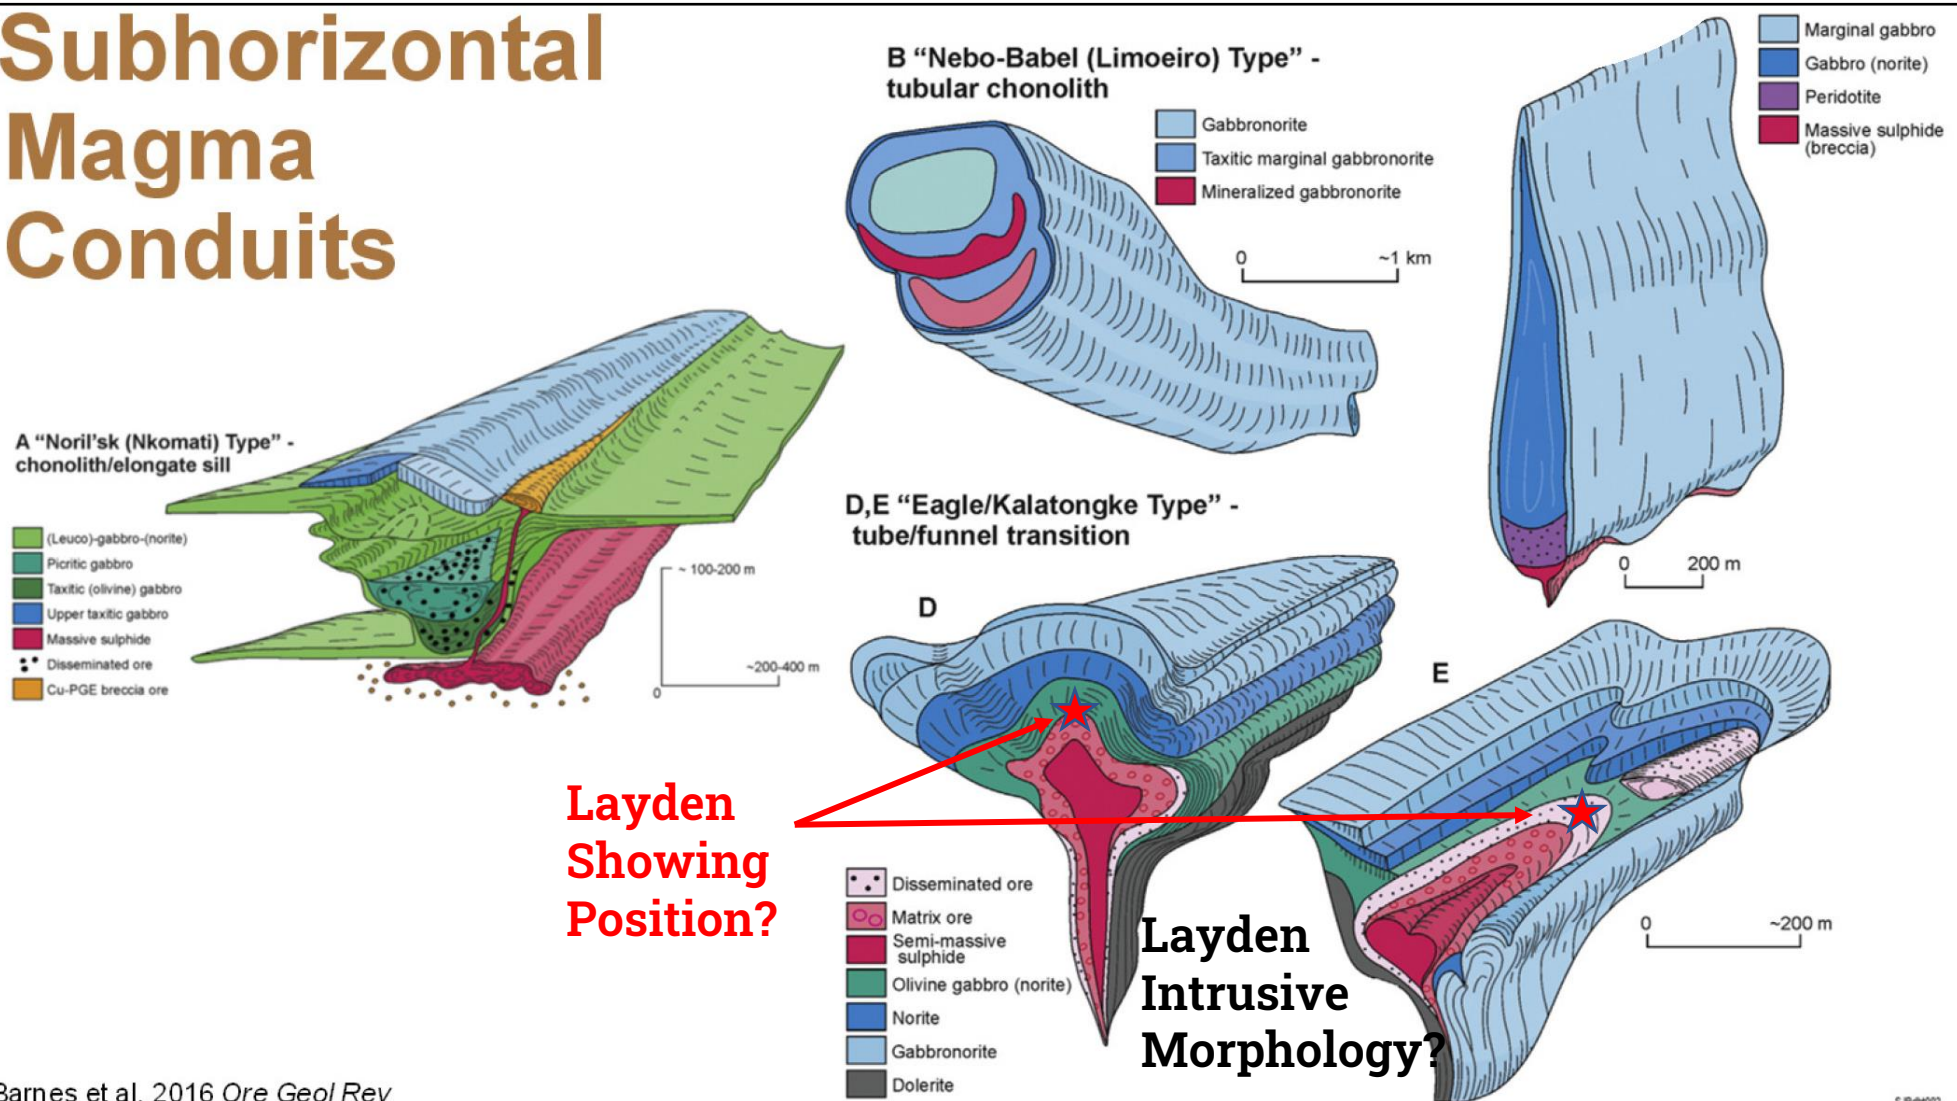 Subhorizontal
Magma
Conduits
A “Noril’sk (Nkomati) Type” -
chonolith/elongate sill
(Leuco)-gabbro-(norite)
Picritic gabbro
Taxitic (olivine) gabbro
Upper taxitic gabbro
Massive sulphide
Disseminated ore
Cu-PGE breccia ore
~ 100-200 m
~200-400 m
0
B “Nebo-Babel (Limoeiro) Type” -
tubular chonolith
Gabbronorite
Taxitic marginal gabbronorite
Mineralized gabbronorite
0
~1 km
Marginal gabbro
Gabbro (norite)
Peridotite
Massive sulphide
(breccia)
0
200 m
D,E “Eagle/Kalatongke Type” -
tube/funnel transition
D
E
Layden
Showing
Position?
Disseminated ore
Matrix ore
Semi-massive
sulphide
Olivine gabbro (norite)
Norite
Gabbronorite
Dolerite
Layden
Intrusive
Morphology?
0
~200 m
Barnes et al. 2016 Ore Geol Rev